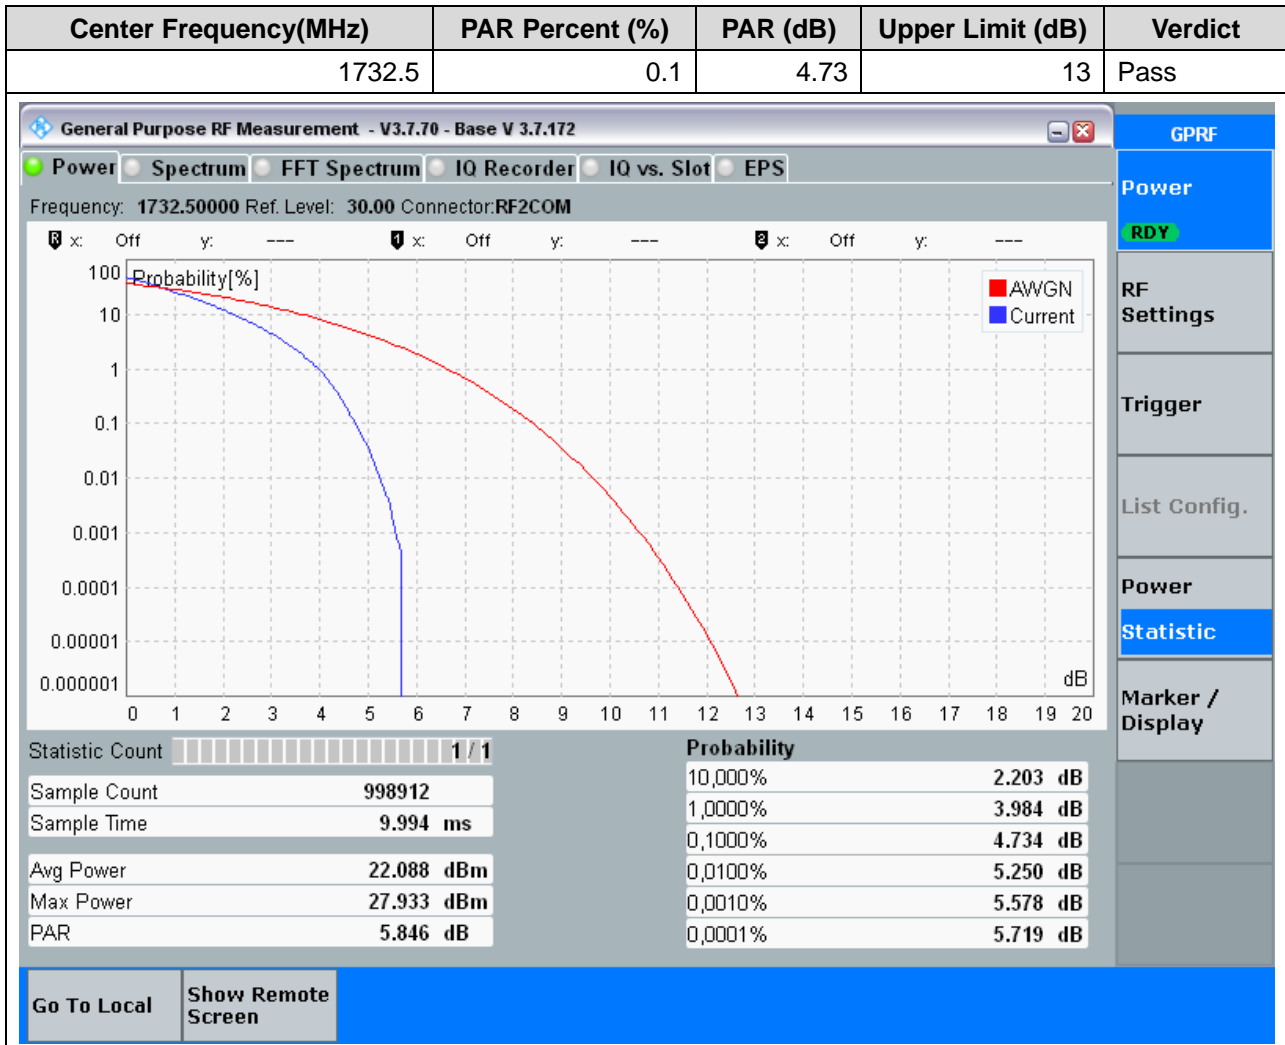 Center Frequency(MHz) PAR Percent (%) PAR (dB) Upper Limit (dB) Verdict
1732.5 0.1 4.73 13 Pass
General Purpose RF Measurement - V3.7.70 - Base V 3.7.172
GPRF
Power Spectrum FFT Spectrum IQ Recorder IQ vs. Slot EPS
Frequency: 1732.50000 Ref. Level: 30.00 Connector:RF2COM
Power
RDY
R x: Off y: --- 1 x: Off y: --- 2 x: Off y: ---
Probability[%]
AWGN
Current
100
10
1
0.1
0.01
0.001
0.0001
0.00001
0.000001
dB
0 1 2 3 4 5 6 7 8 9 10 11 12 13 14 15 16 17 18 19 20
RF
Settings
Trigger
List Config.
Power
Statistic
Marker /
Display
Statistic Count 1 / 1
Sample Count 998912
Sample Time 9.994 ms
Avg Power 22.088 dBm
Max Power 27.933 dBm
PAR 5.846 dB
Probability
10,000% 2.203 dB
1,0000% 3.984 dB
0,1000% 4.734 dB
0,0100% 5.250 dB
0,0010% 5.578 dB
0,0001% 5.719 dB
Go To Local
Show Remote
Screen